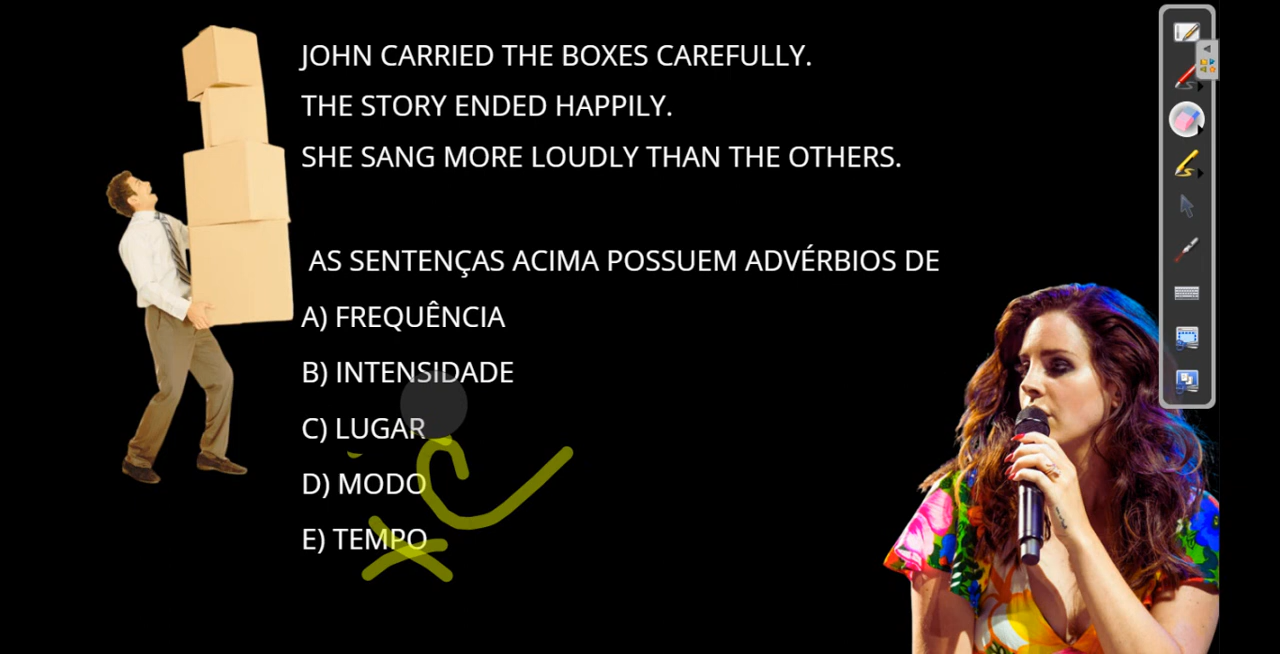 JOHN CARRIED THE BOXES CAREFULLY.
THE STORY ENDED HAPPILY.
SHE SANG MORE LOUDLY THAN THE OTHERS.
AS SENTENÇAS ACIMA POSSUEM ADVÉRBIOS DE
A) FREQUÊNCIA
B) INTENSIDADE
C) LUGAR
D) MODO
E) TEMPO